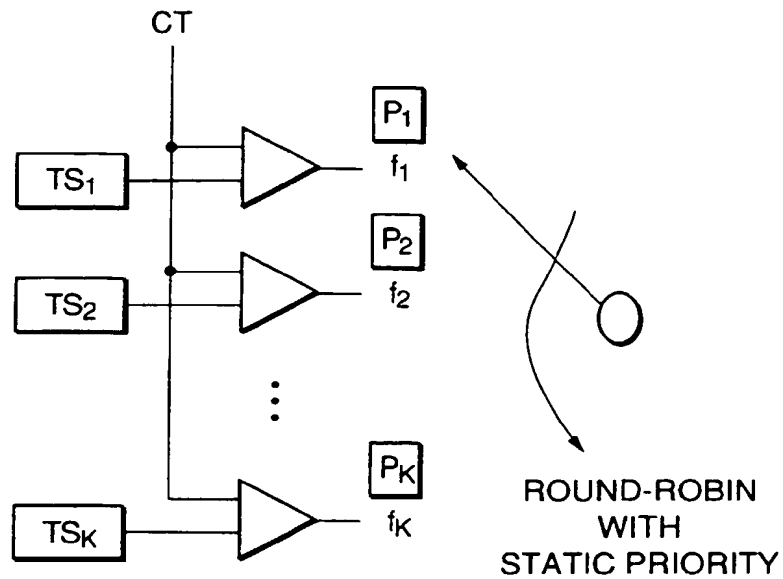 CT
P1
TS1
f1
P2
TS2
f2
PK
TSK
fK
ROUND-ROBIN
WITH
STATIC PRIORITY